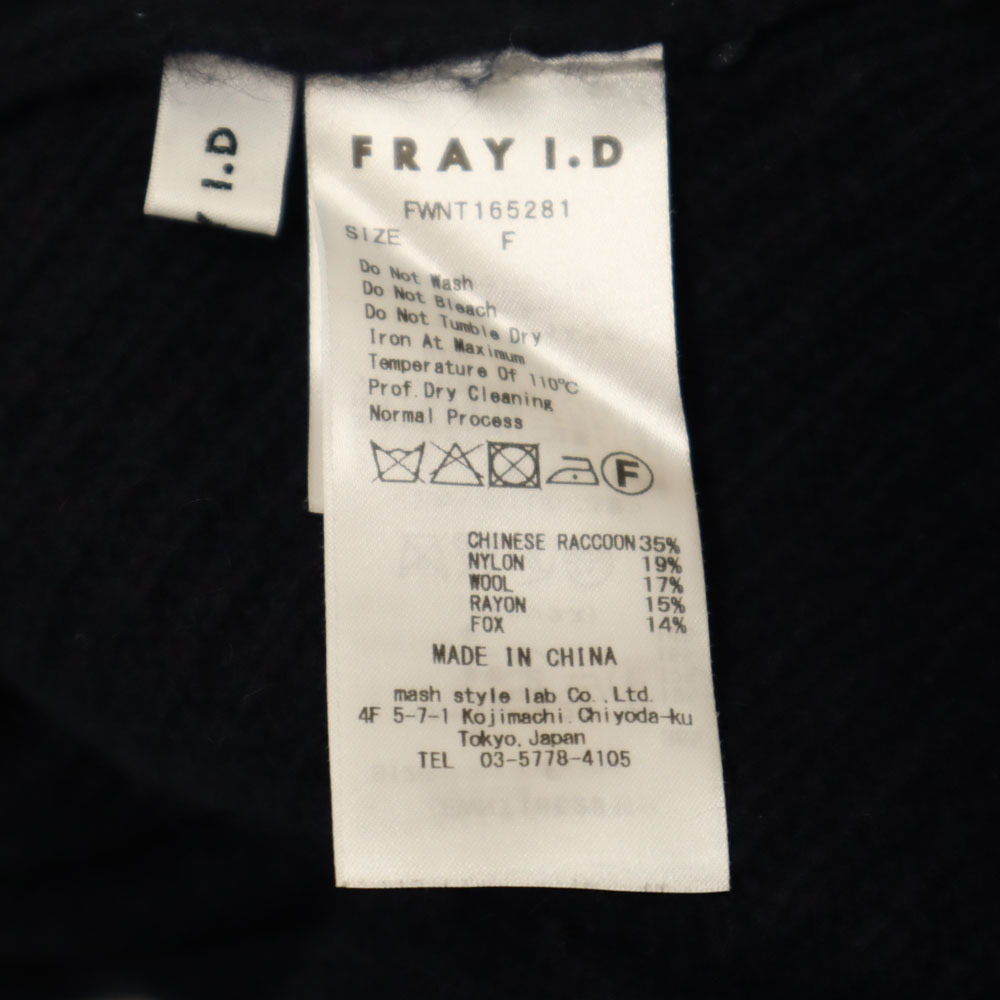 Y I.D
FRAY I.D
FWNT165281
SIZE F
Do Not Wash
Do Not Bleach
Do Not Tumble Dry
Iron At Maximum
Temperature Of 110℃
Prof.Dry Cleaning
Normal Process
F
CHINESE RACCOON 35%
NYLON 19%
WOOL 17%
RAYON 15%
FOX 14%
MADE IN CHINA
mash style lab Co.,Ltd.
4F 5-7-1 Kojimachi.Chiyoda-ku
Tokyo,Japan
TEL 03-5778-4105